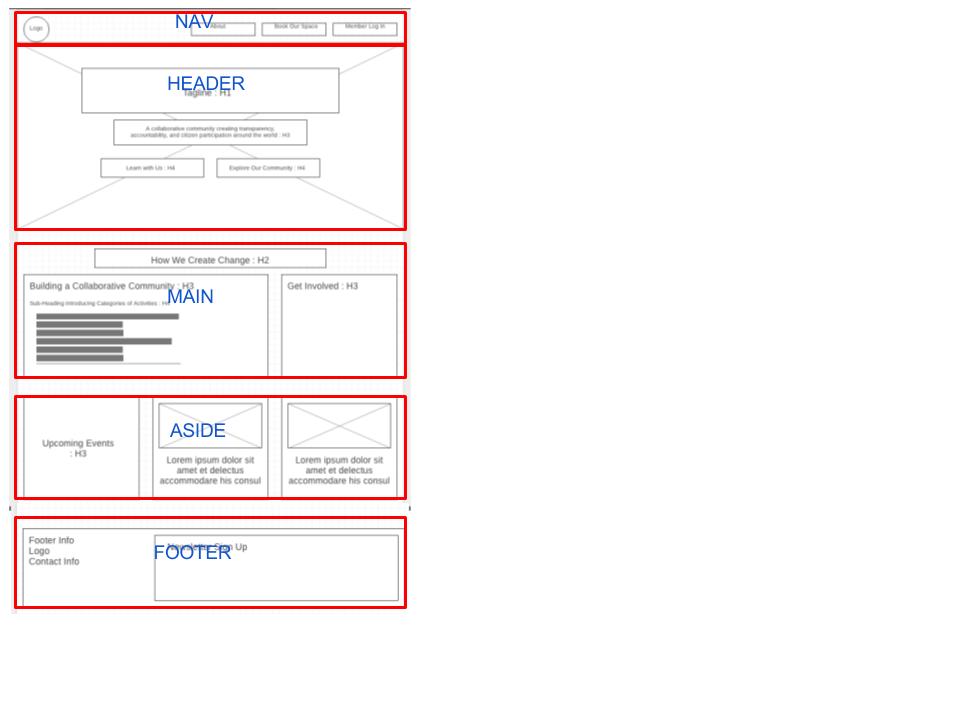 NAV
Logo
About
Book Our Space
Member Log In
HEADER
Tagline : H1
A collaborative community creating transparency,
accountability, and citizen participation around the world : H3
Learn with Us : H4
Explore Our Community : H4
How We Create Change : H2
Building a Collaborative Community : H3
Get Involved : H3
MAIN
Sub-Heading Introducing Categories of Activities : H4
ASIDE
Upcoming Events
: H3
Lorem ipsum dolor sit
amet et delectus
accommodare his consul
Lorem ipsum dolor sit
amet et delectus
accommodare his consul
Footer Info
Logo
Contact Info
Newsletter Sign Up
FOOTER